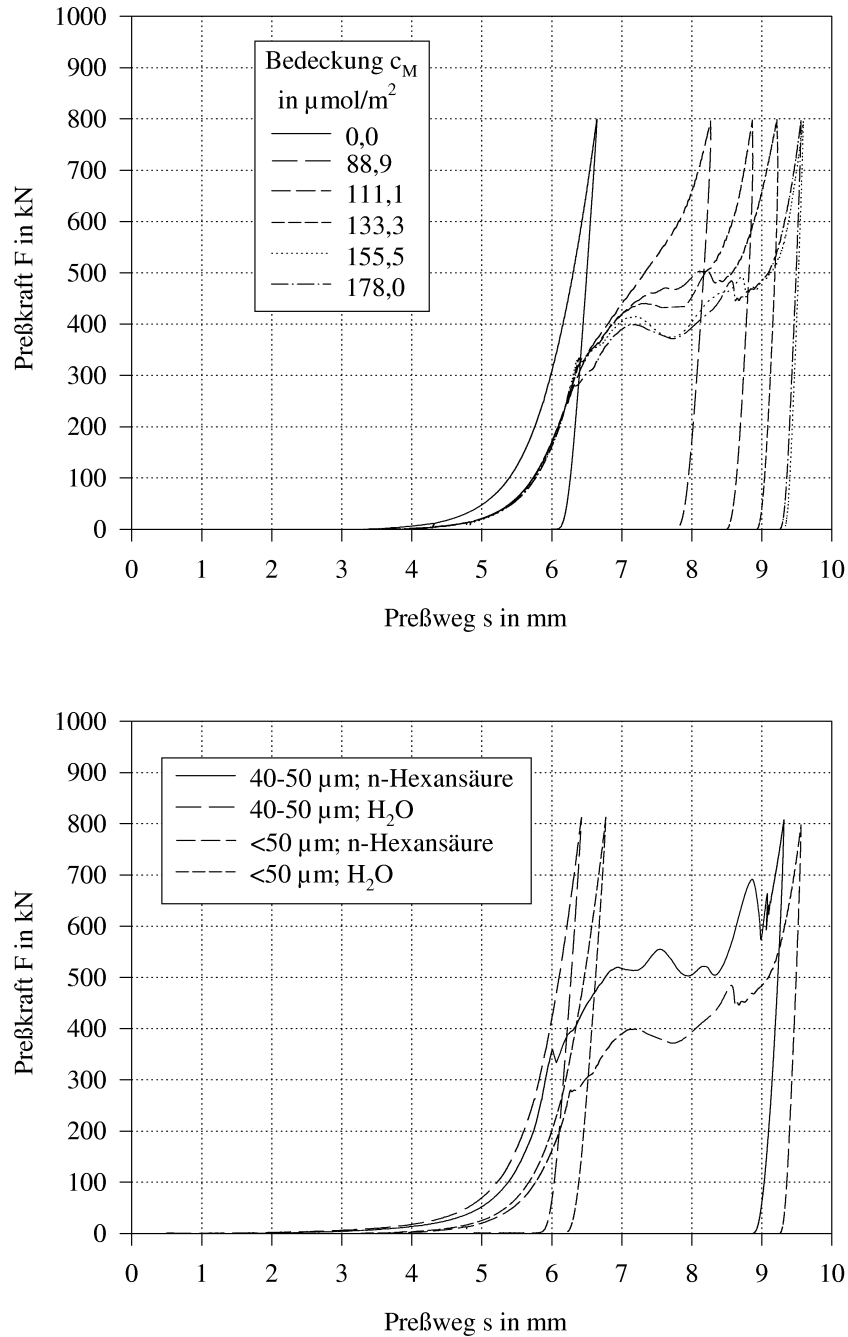 1000
900
800
700
600
500
400
300
200
100
0
Preßkraft F in kN
Bedeckung c_M
in µmol/m²
0,0
88,9
111,1
133,3
155,5
178,0
0 1 2 3 4 5 6 7 8 9 10
Preßweg s in mm
1000
900
800
700
600
500
400
300
200
100
0
Preßkraft F in kN
40-50 µm; n-Hexansäure
40-50 µm; H₂O
<50 µm; n-Hexansäure
<50 µm; H₂O
0 1 2 3 4 5 6 7 8 9 10
Preßweg s in mm